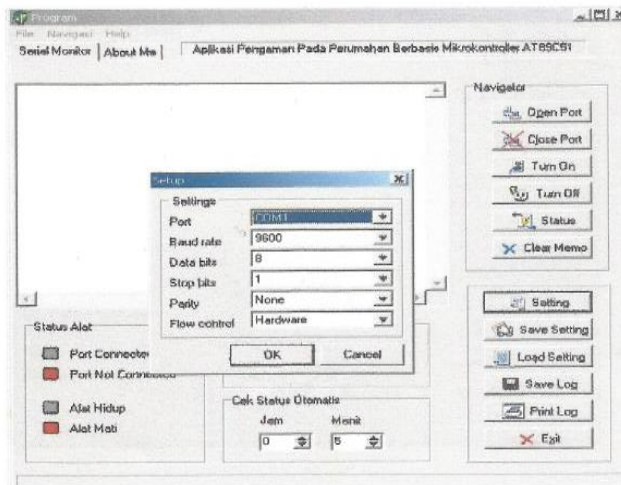 Program
File Navigasi Help
Serial Monitor About Me Aplikasi Pengaman Pada Perumahan Berbasis Mikrokontroller AT89C51
Navigator
Open Port
Close Port
Turn On
Turn Off
Status
Clear Memo
Setup
Settings
Port COM1
Baud rate 9600
Data bits 8
Stop bits 1
Parity None
Flow control Hardware
OK Cancel
Setting
Save Setting
Load Setting
Save Log
Print Log
Exit
Status Alat
Port Connected
Port Not Connected
Alat Hidup
Alat Mati
Cek Status Otomatis
Jam Menit
0 5